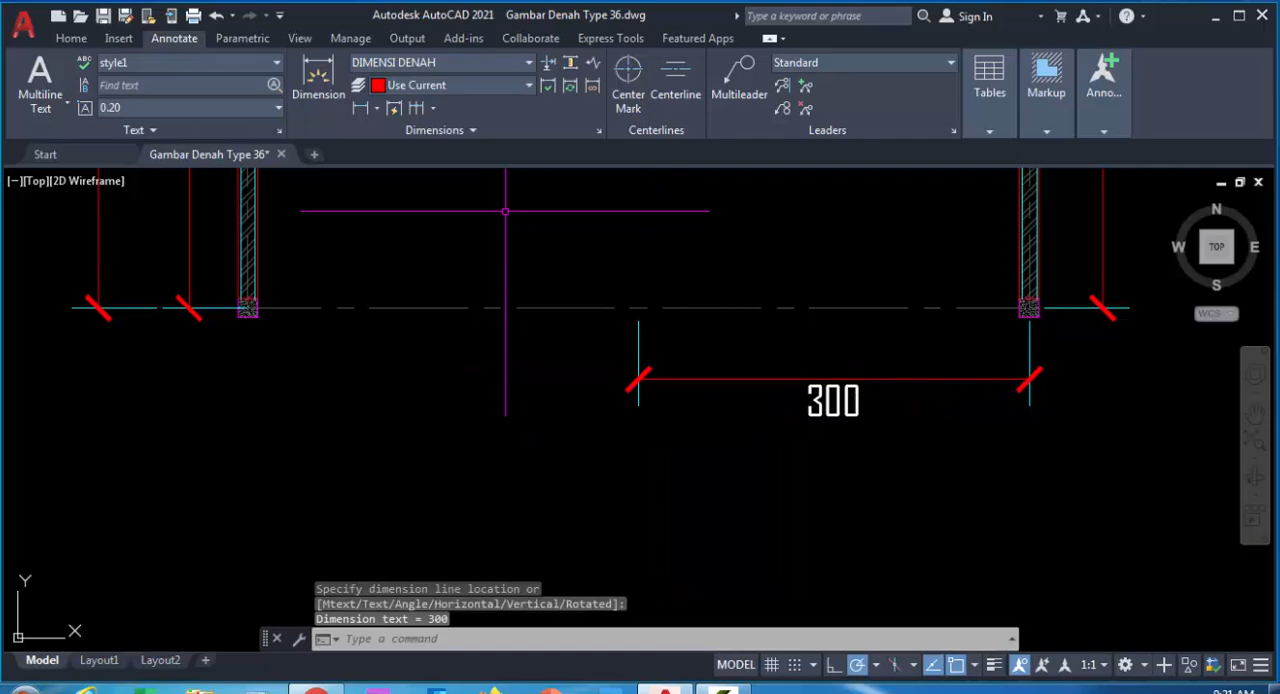 Autodesk AutoCAD 2021 Gambar Denah Type 36.dwg
Type a keyword or phrase
Sign In
Home Insert Annotate Parametric View Manage Output Add-ins Collaborate Express Tools Featured Apps
Multiline
Text
style1
Find text
0.20
Text
Dimension
DIMENSI DENAH
Use Current
Dimensions
Center
Mark
Centerline
Centerlines
Multileader
Standard
Leaders
Tables
Markup
Anno...
Start
Gambar Denah Type 36*
[−][Top][2D Wireframe]
N
W TOP E
S
WCS
300
Y
X
Specify dimension line location or
[Mtext/Text/Angle/Horizontal/Vertical/Rotated]:
Dimension text = 300
Type a command
Model Layout1 Layout2
MODEL
1:1